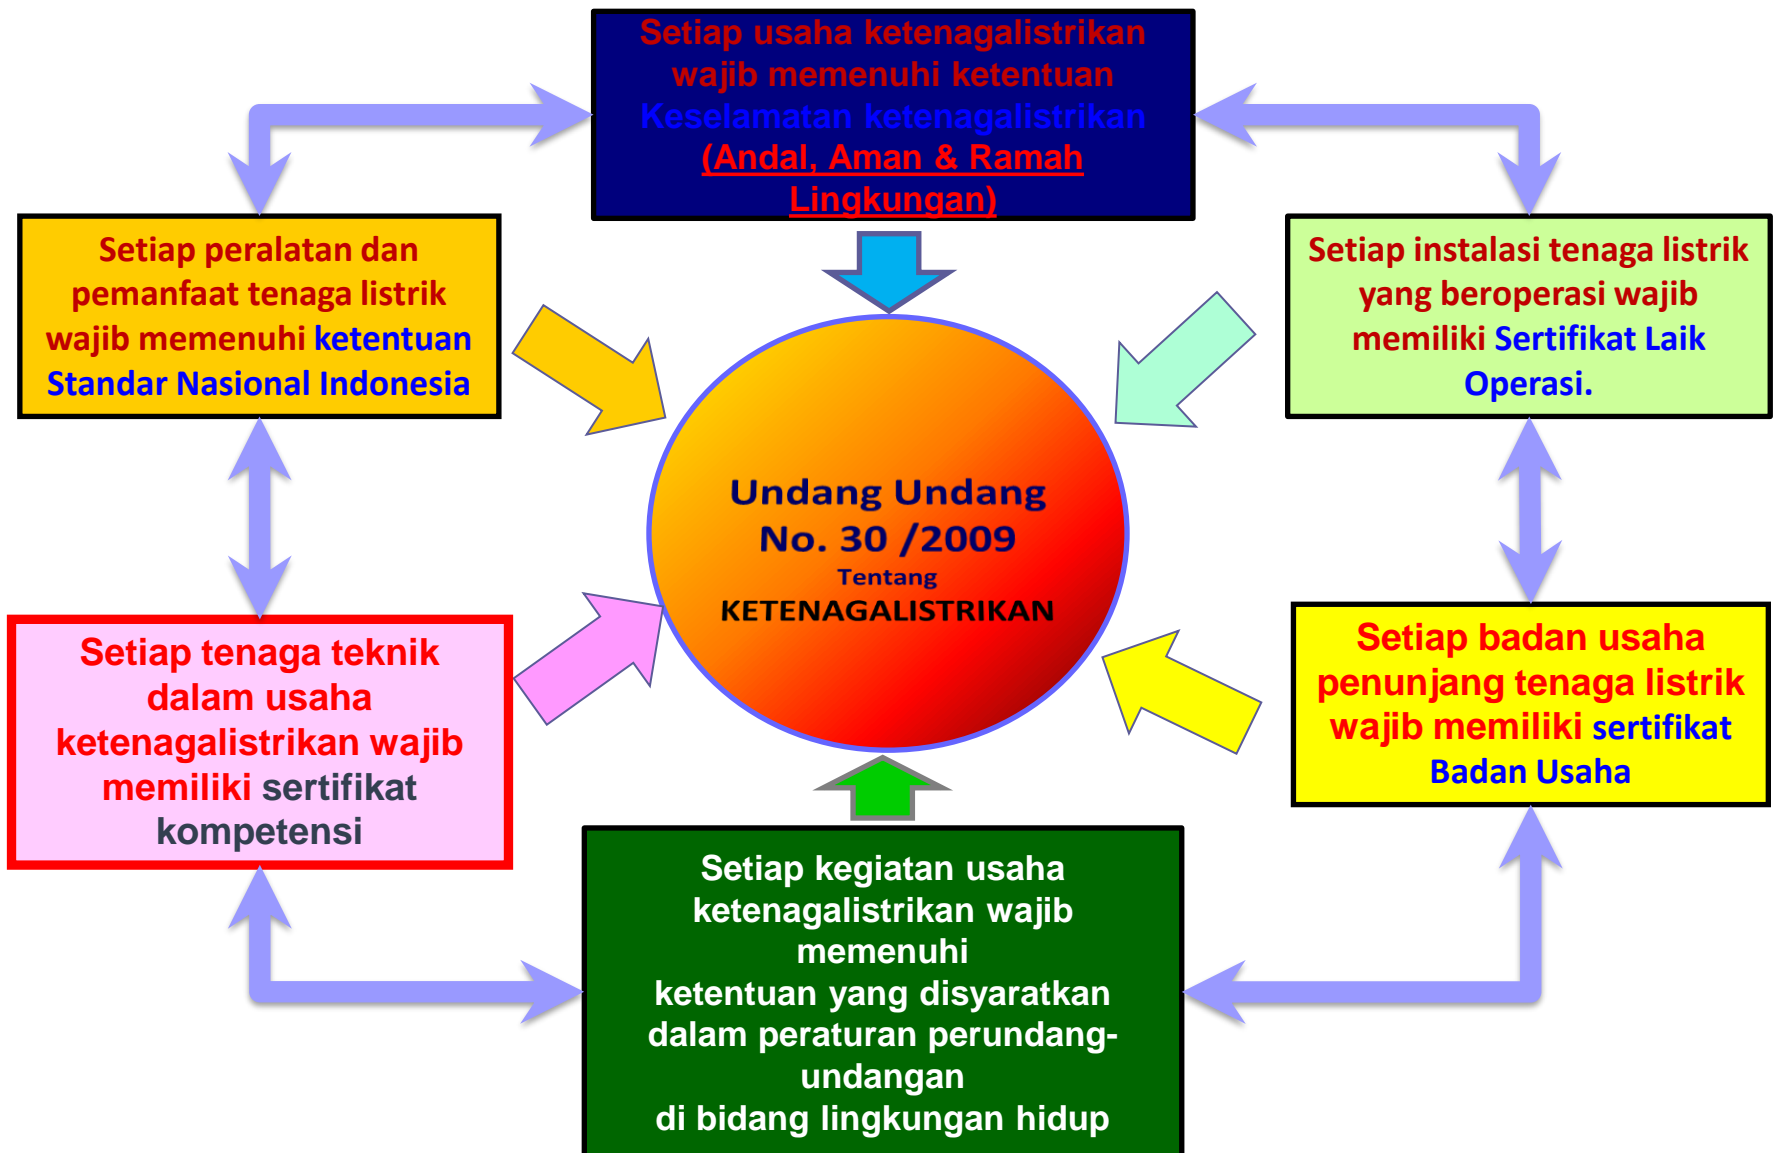 Setiap usaha ketenagalistrikan
wajib memenuhi ketentuan
Keselamatan ketenagalistrikan
(Andal, Aman & Ramah
Lingkungan)
Setiap peralatan dan
pemanfaat tenaga listrik
wajib memenuhi ketentuan
Standar Nasional Indonesia
Setiap instalasi tenaga listrik
yang beroperasi wajib
memiliki Sertifikat Laik
Operasi.
Undang Undang
No. 30 /2009
Tentang
KETENAGALISTRIKAN
Setiap tenaga teknik
dalam usaha
ketenagalistrikan wajib
memiliki sertifikat
kompetensi
Setiap badan usaha
penunjang tenaga listrik
wajib memiliki sertifikat
Badan Usaha
Setiap kegiatan usaha
ketenagalistrikan wajib
memenuhi
ketentuan yang disyaratkan
dalam peraturan perundang-
undangan
di bidang lingkungan hidup